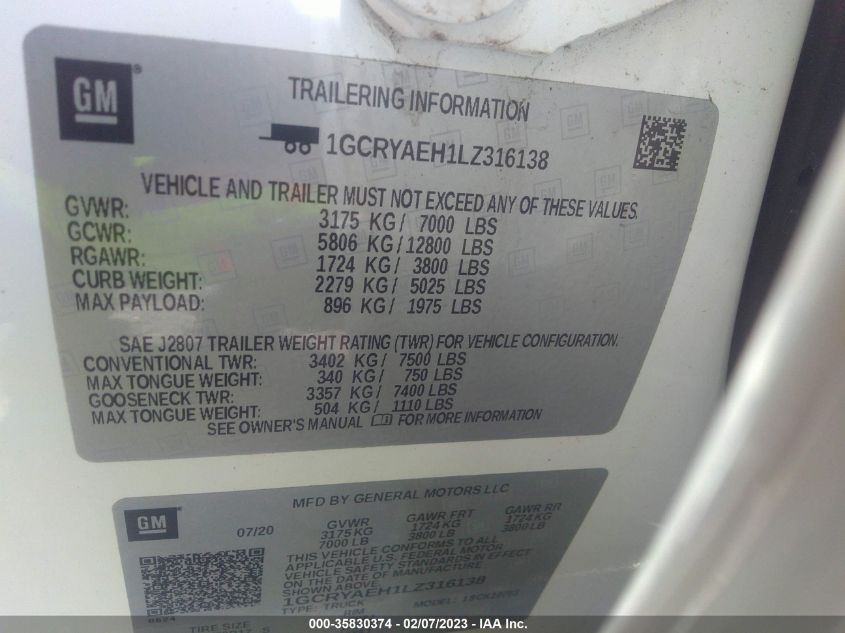 GM
TRAILERING INFORMATION
1GCRYAEH1LZ316138
VEHICLE AND TRAILER MUST NOT EXCEED ANY OF THESE VALUES.
GVWR: 3175 KG/ 7000 LBS
GCWR: 5806 KG/12800 LBS
RGAWR: 1724 KG/ 3800 LBS
CURB WEIGHT: 2279 KG/ 5025 LBS
MAX PAYLOAD: 896 KG/ 1975 LBS
SAE J2807 TRAILER WEIGHT RATING (TWR) FOR VEHICLE CONFIGURATION.
CONVENTIONAL TWR: 3402 KG/ 7500 LBS
MAX TONGUE WEIGHT: 340 KG/ 750 LBS
GOOSENECK TWR: 3357 KG/ 7400 LBS
MAX TONGUE WEIGHT: 504 KG/ 1110 LBS
SEE OWNER'S MANUAL FOR MORE INFORMATION
MFD BY GENERAL MOTORS LLC
GM
07/20
GVWR GAWR FRT GAWR RR
3175 KG 1724 KG 1724 KG
7000 LB 3800 LB 3800 LB
THIS VEHICLE CONFORMS TO ALL
APPLICABLE U.S. FEDERAL MOTOR
VEHICLE SAFETY STANDARDS IN EFFECT
ON THE DATE OF MANUFACTURE
SHOWN ABOVE.
1GCRYAEH1LZ316138
TYPE: TRUCK MODEL:
TIRE SIZE RIM
000-35830374 - 02/07/2023 - IAA Inc.